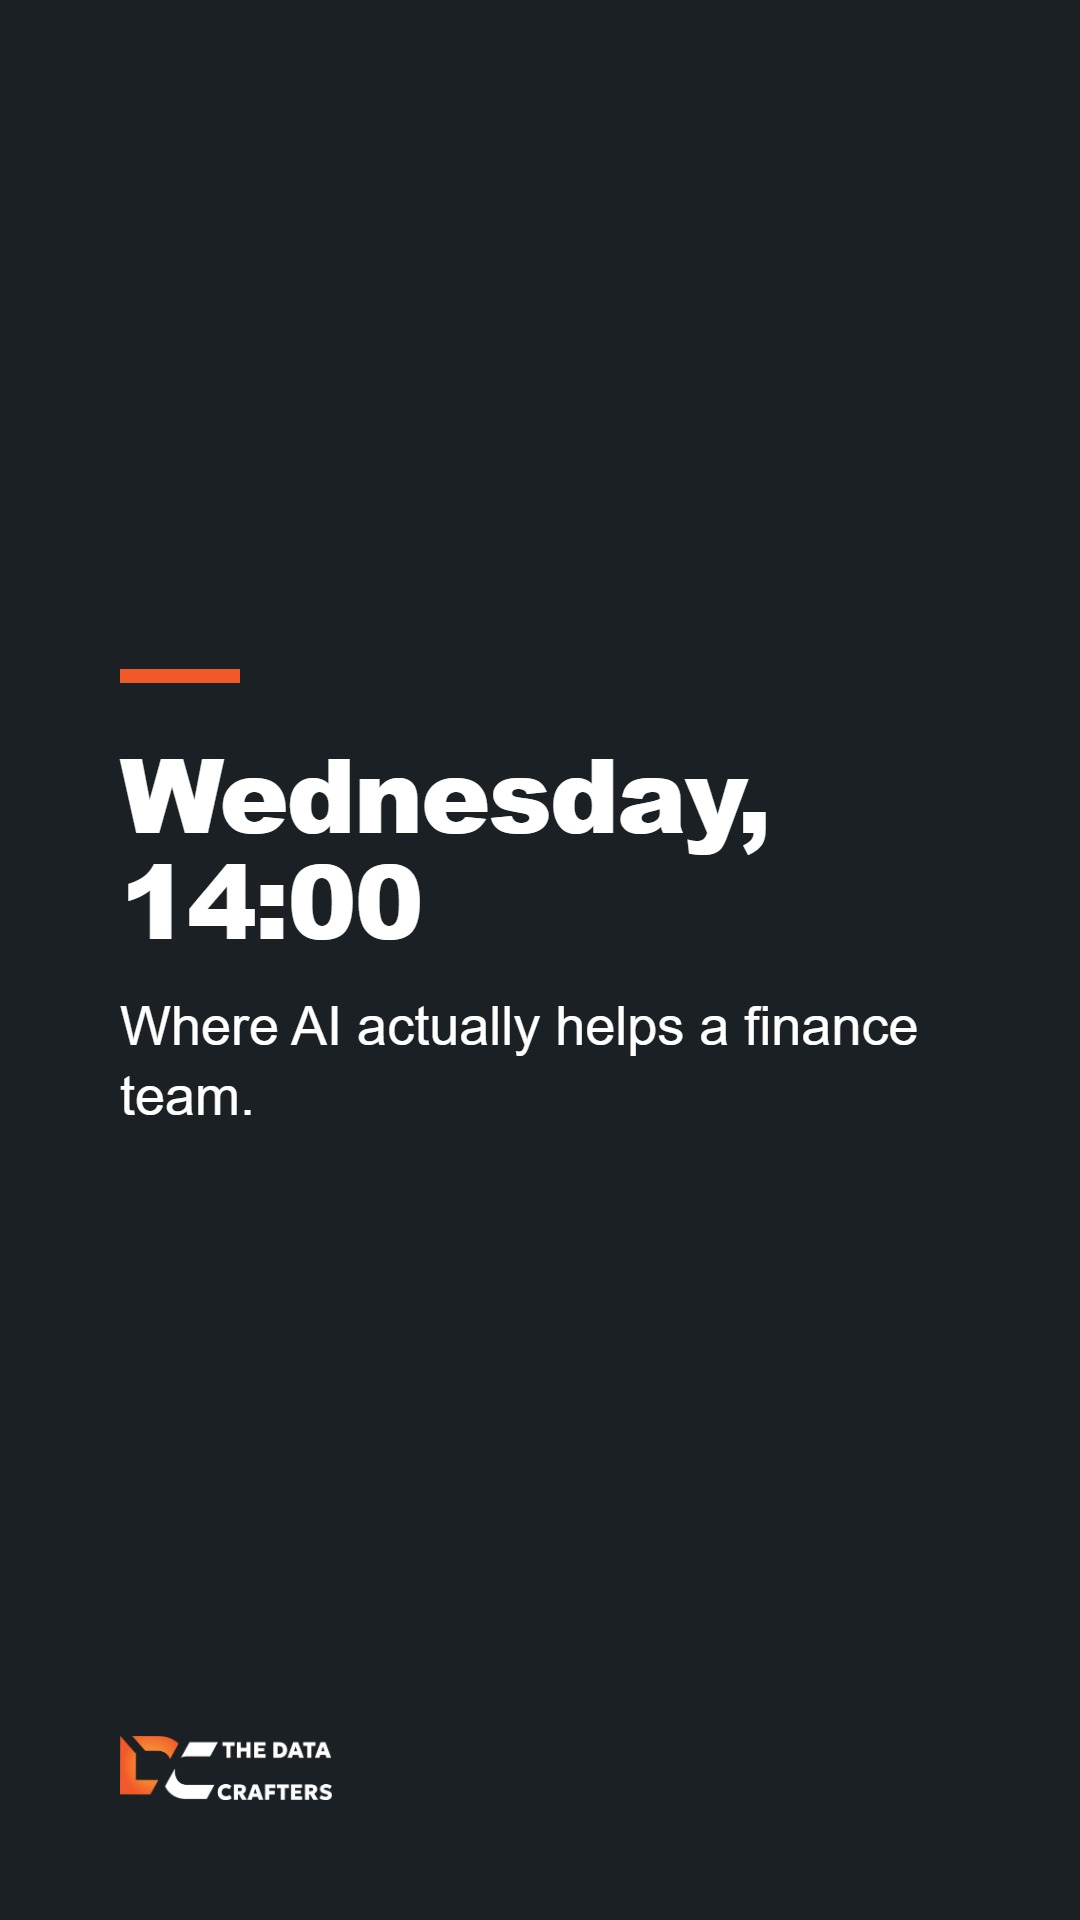 Wednesday,
14:00
Where AI actually helps a finance
team.
THE DATA
CRAFTERS